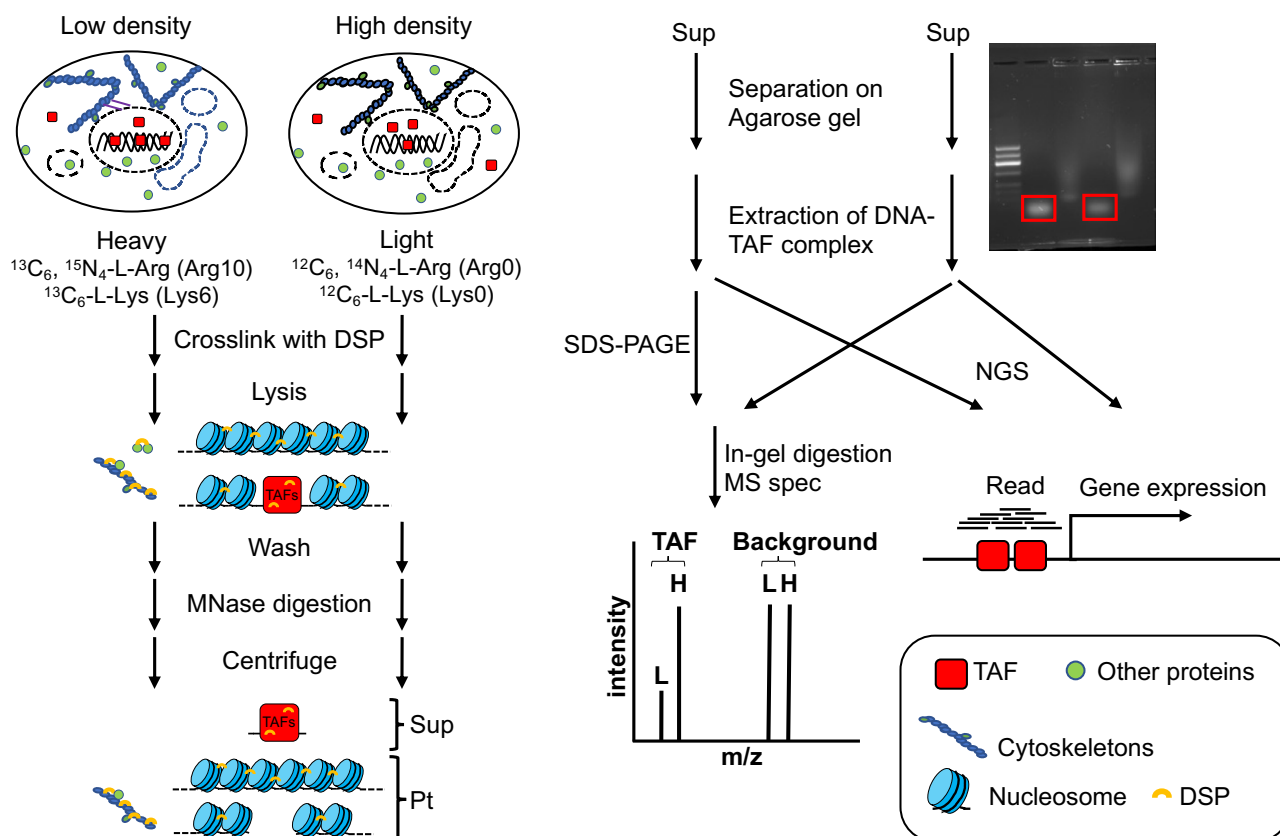 Low density
High density
Heavy
¹³C₆, ¹⁵N₄-L-Arg (Arg10)
¹³C₆-L-Lys (Lys6)
Light
¹²C₆, ¹⁴N₄-L-Arg (Arg0)
¹²C₆-L-Lys (Lys0)
Crosslink with DSP
Lysis
TAFs
Wash
MNase digestion
Centrifuge
TAFs
Sup
Pt
Sup
Sup
Separation on
Agarose gel
Extraction of DNA-
TAF complex
SDS-PAGE
NGS
In-gel digestion
MS spec
TAF
Background
H
L
L H
intensity
m/z
Read
Gene expression
TAF
Other proteins
Cytoskeletons
Nucleosome
DSP